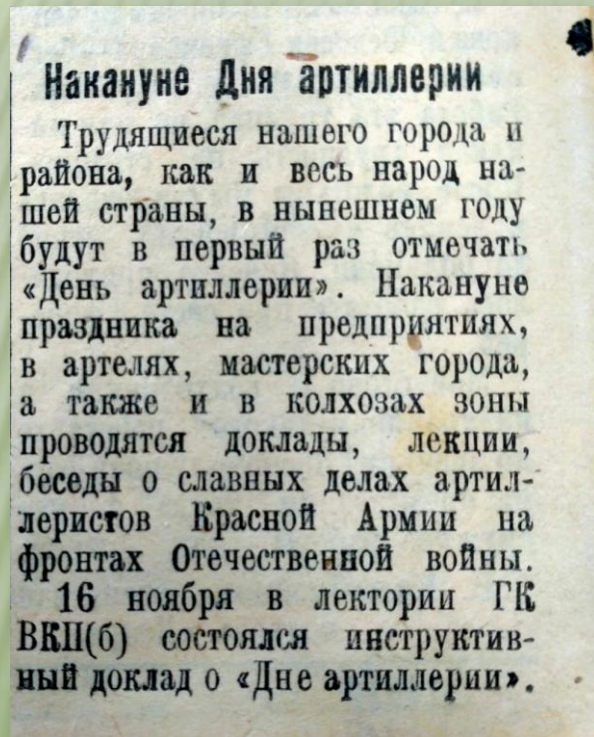 Накануне Дня артиллерии
Трудящиеся нашего города и
района, как и весь народ на-
шей страны, в нынешнем году
будут в первый раз отмечать
«День артиллерии». Накануне
праздника на предприятиях,
в артелях, мастерских города,
а также и в колхозах зоны
проводятся доклады, лекции,
беседы о славных делах артил-
леристов Красной Армии на
фронтах Отечественной войны.
16 ноября в лектории ГК
ВКП(б) состоялся инструктив-
ный доклад о «Дне артиллерии».